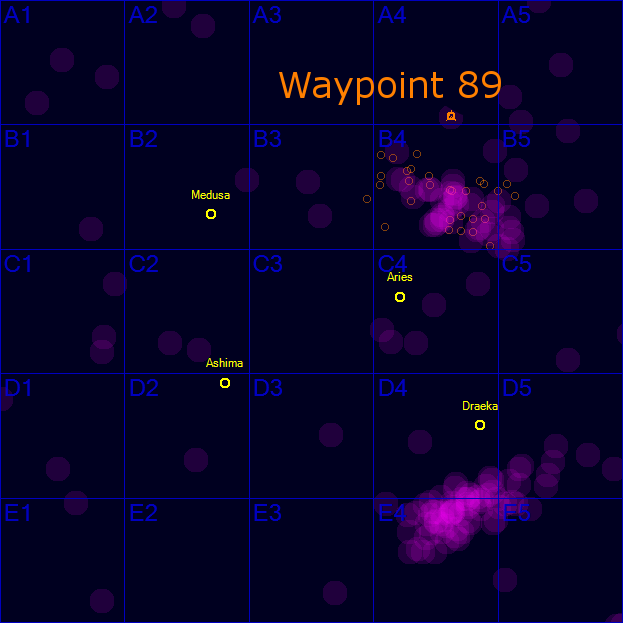 A1 A2 A3 A4 A5
Waypoint 89
B1 B2 B3 B4 B5
Medusa
C1 C2 C3 C4 C5
Aries
Ashima
D1 D2 D3 D4 D5
Draeka
E1 E2 E3 E4 E5